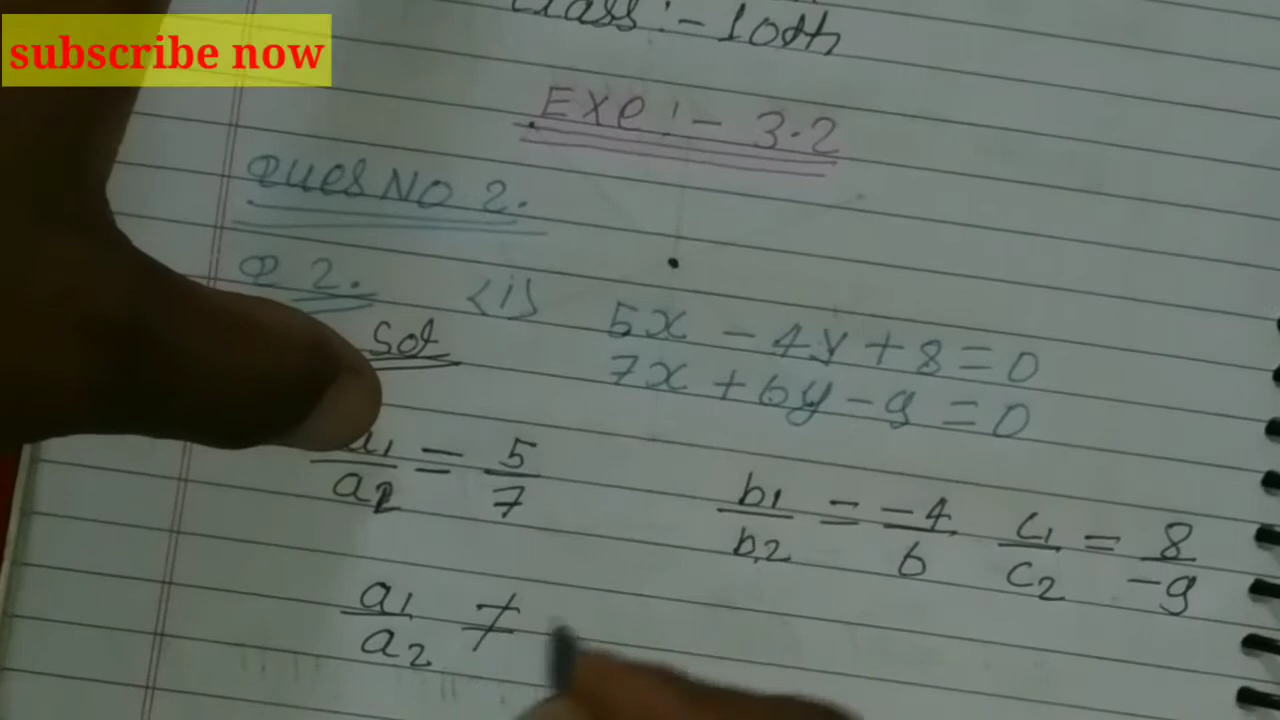 subscribe now
Class :- 10th
EXe :- 3.2
QUES NO 2.
Q 2. (i) 5x - 4y + 8 = 0
Sol 7x + 6y - 9 = 0
a1/a2 = 5/7 b1/b2 = -4/6 c1/c2 = 8/-9
a1/a2 ≠